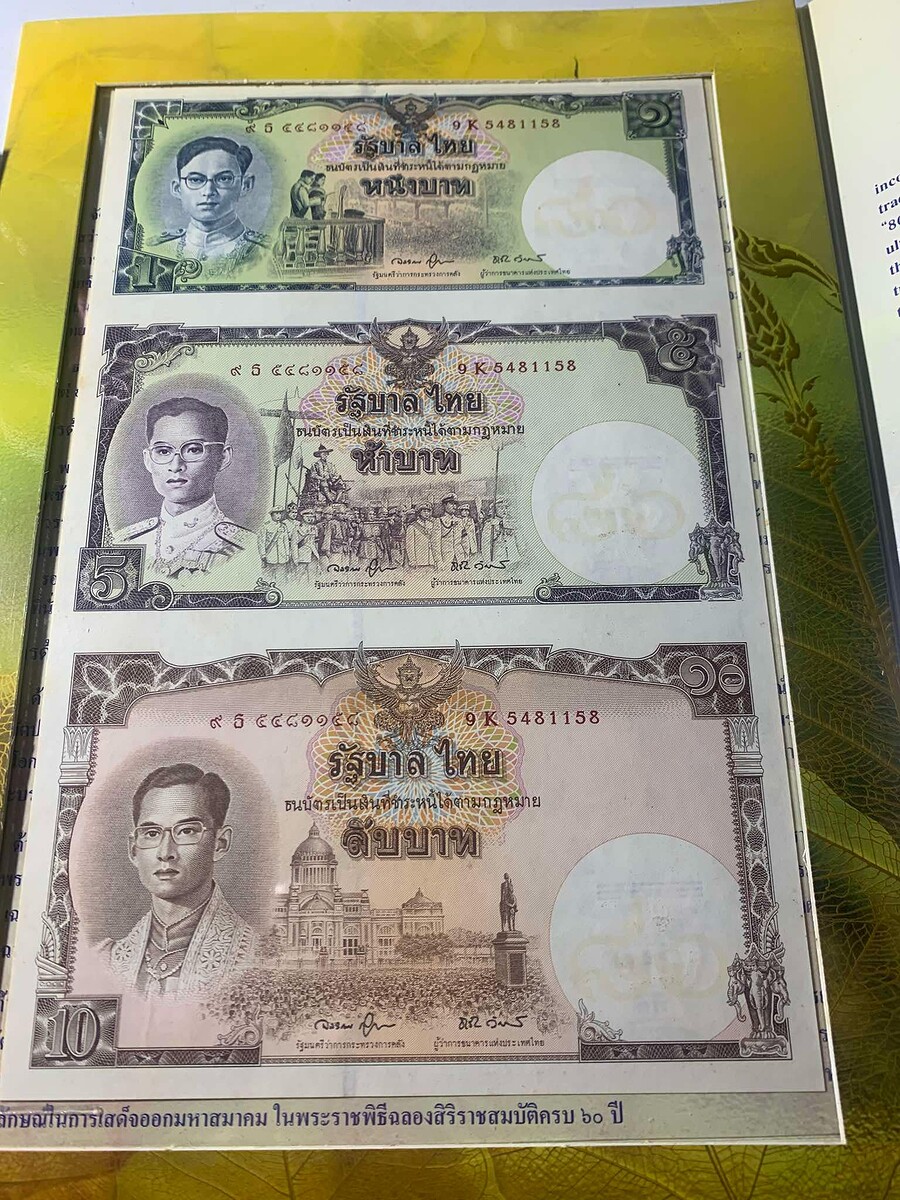 ๙ ธ ๕๔๘๑๑๕๘ 9 K 5481158 ๑
รัฐบาล ไทย
ธนบัตรเป็นเงินที่ชำระหนี้ได้ตามกฎหมาย
หนึ่งบาท
1
รัฐมนตรีว่าการกระทรวงการคลัง ผู้ว่าการธนาคารแห่งประเทศไทย
๙ ธ ๕๔๘๑๑๕๘ 9 K 5481158 ๕
รัฐบาล ไทย
ธนบัตรเป็นเงินที่ชำระหนี้ได้ตามกฎหมาย
ห้าบาท
5
รัฐมนตรีว่าการกระทรวงการคลัง ผู้ว่าการธนาคารแห่งประเทศไทย
๙ ธ ๕๔๘๑๑๕๘ 9 K 5481158 ๑๐
รัฐบาล ไทย
ธนบัตรเป็นเงินที่ชำระหนี้ได้ตามกฎหมาย
สิบบาท
10
รัฐมนตรีว่าการกระทรวงการคลัง ผู้ว่าการธนาคารแห่งประเทศไทย
ลักษณ์ในการเสด็จออกมหาสมาคม ในพระราชพิธีฉลองสิริราชสมบัติครบ ๖๐ ปี